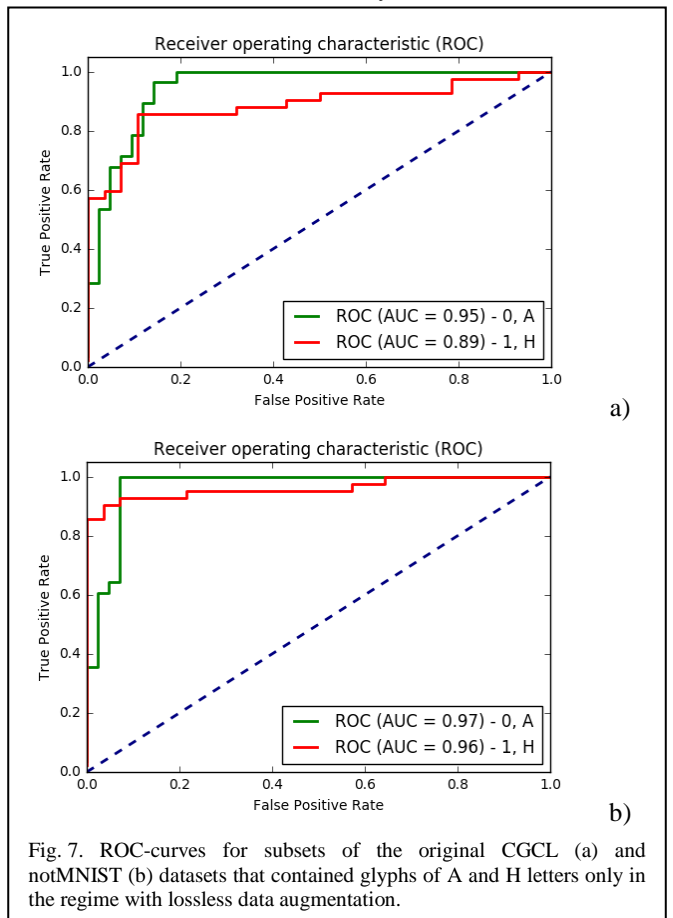 Receiver operating characteristic (ROC)
1.0
0.8
0.6
0.4
0.2
0.0
True Positive Rate
ROC (AUC = 0.95) - 0, A
ROC (AUC = 0.89) - 1, H
0.0 0.2 0.4 0.6 0.8 1.0
False Positive Rate
a)
Receiver operating characteristic (ROC)
1.0
0.8
0.6
0.4
0.2
0.0
True Positive Rate
ROC (AUC = 0.97) - 0, A
ROC (AUC = 0.96) - 1, H
0.0 0.2 0.4 0.6 0.8 1.0
False Positive Rate
b)
Fig. 7. ROC-curves for subsets of the original CGCL (a) and
notMNIST (b) datasets that contained glyphs of A and H letters only in
the regime with lossless data augmentation.